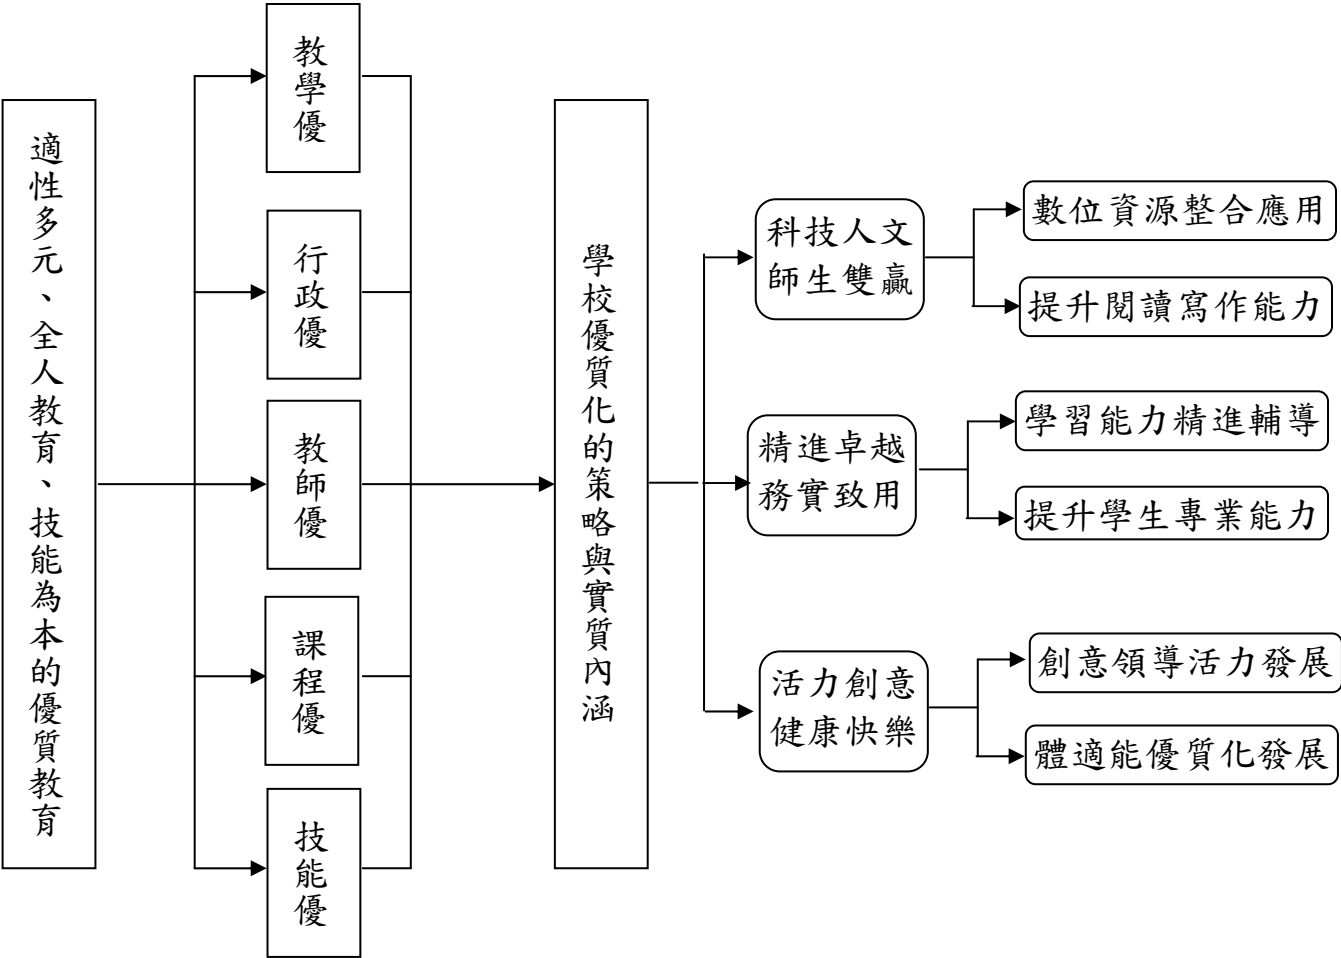 適性多元、全人教育、技能為本的優質教育
教學優
行政優
教師優
課程優
技能優
學校優質化的策略與實質內涵
科技人文
師生雙贏
數位資源整合應用
提升閱讀寫作能力
精進卓越
務實致用
學習能力精進輔導
提升學生專業能力
活力創意
健康快樂
創意領導活力發展
體適能優質化發展